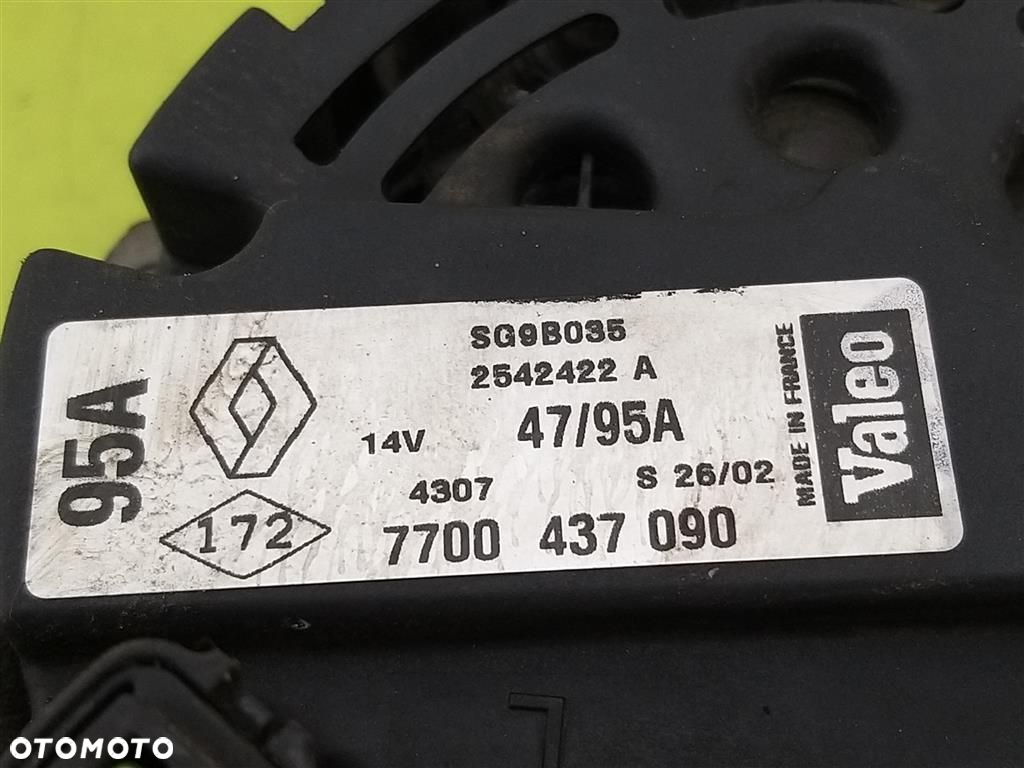 SG9B035
2542422 A
95A
14V 47/95A
4307 S 26/02
172 7700 437 090
MADE IN FRANCE
Valeo
OTOMOTO